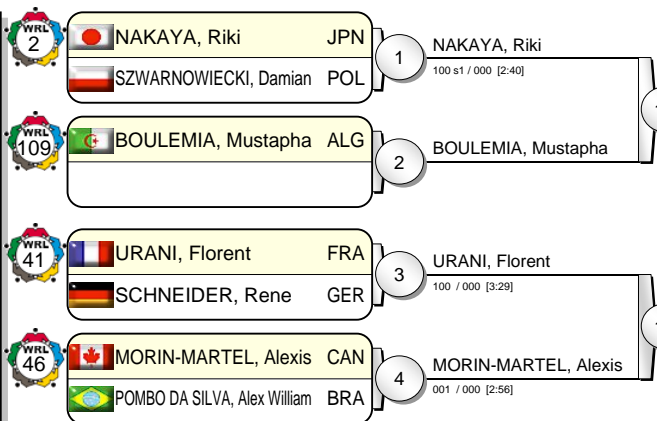 WRL
2
NAKAYA, Riki JPN
SZWARNOWIECKI, Damian POL
1
NAKAYA, Riki
100 s1 / 000 [2:40]
WRL
109
BOULEMIA, Mustapha ALG
2
BOULEMIA, Mustapha
WRL
41
URANI, Florent FRA
SCHNEIDER, Rene GER
3
URANI, Florent
100 / 000 [3:29]
WRL
46
MORIN-MARTEL, Alexis CAN
POMBO DA SILVA, Alex William BRA
4
MORIN-MARTEL, Alexis
001 / 000 [2:56]